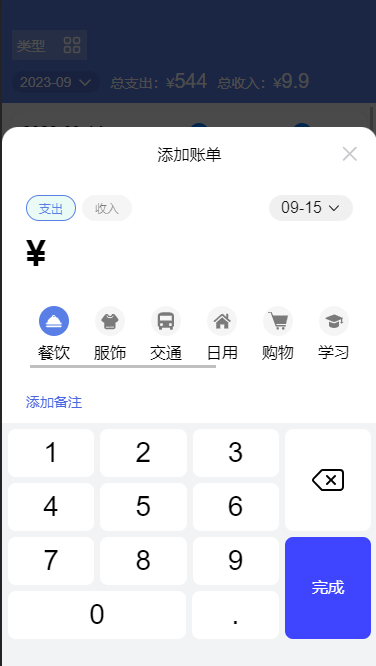 类型
2023-09 总支出：¥544 总收入：¥9.9
添加账单
支出 收入 09-15
¥
餐饮 服饰 交通 日用 购物 学习
添加备注
1 2 3
4 5 6
7 8 9
完成
0 .